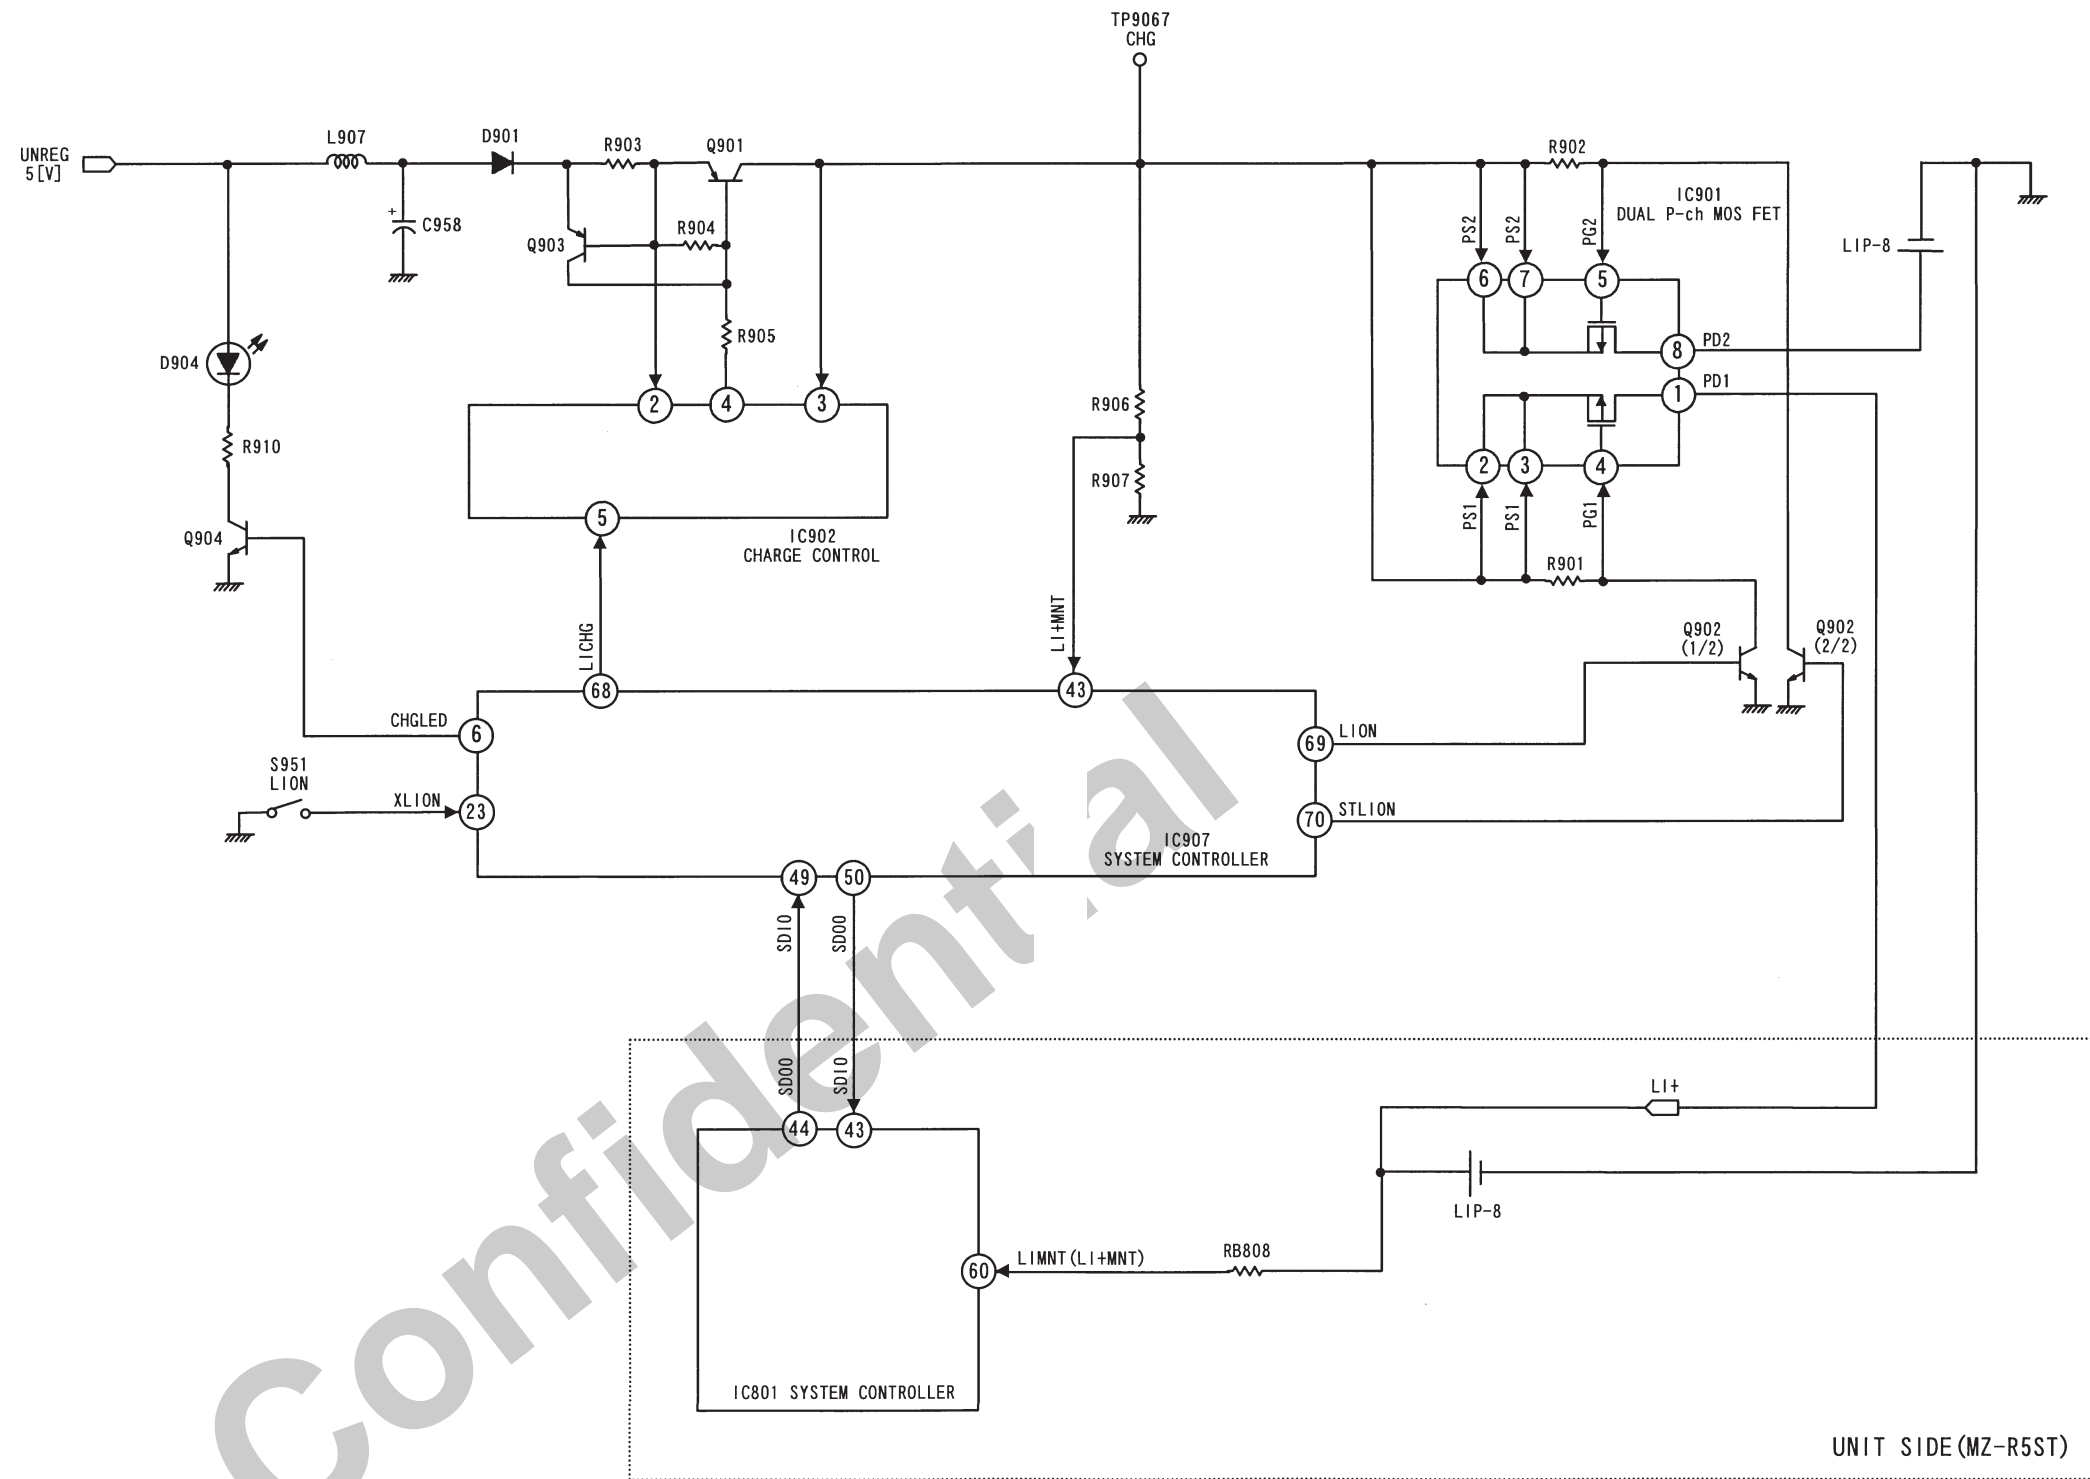 TP9067
CHG
UNREG
5[V]
L907
D901
R903
Q901
R902
IC901
DUAL P-ch MOS FET
C958
+
Q903
R904
PS2
PS2
PG2
LIP-8
6
7
5
R905
D904
8
PD2
1
PD1
2
4
3
R906
R910
R907
2
3
4
5
Q904
IC902
CHARGE CONTROL
PS1
PS1
PG1
R901
LICHG
LI+MNT
Q902
(1/2)
Q902
(2/2)
68
43
CHGLED
6
69
LION
S951
LION
XLION
23
70
STLION
IC907
SYSTEM CONTROLLER
49
50
SDIO
SDOO
SDOO
SDIO
LI+
44
43
LIP-8
60
LIMNT(LI+MNT)
RB808
IC801 SYSTEM CONTROLLER
UNIT SIDE(MZ-R5ST)
Confidential